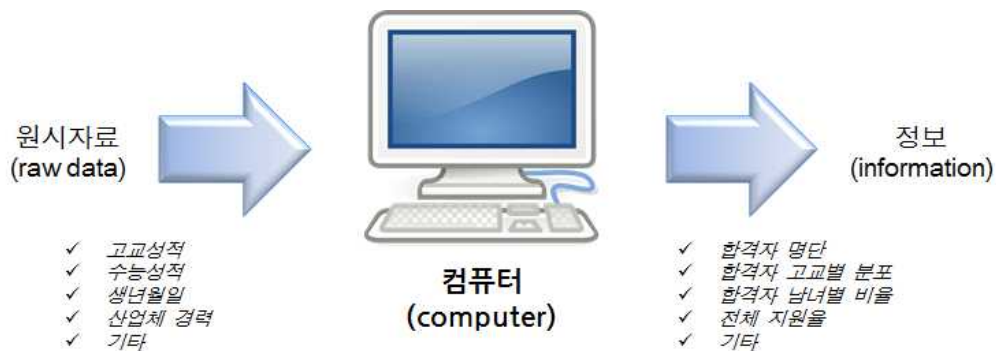 원시자료
(raw data)
✓ 고교성적
✓ 수능성적
✓ 생년월일
✓ 산업체 경력
✓ 기타
컴퓨터
(computer)
정보
(information)
✓ 합격자 명단
✓ 합격자 고교별 분포
✓ 합격자 남녀별 비율
✓ 전체 지원율
✓ 기타